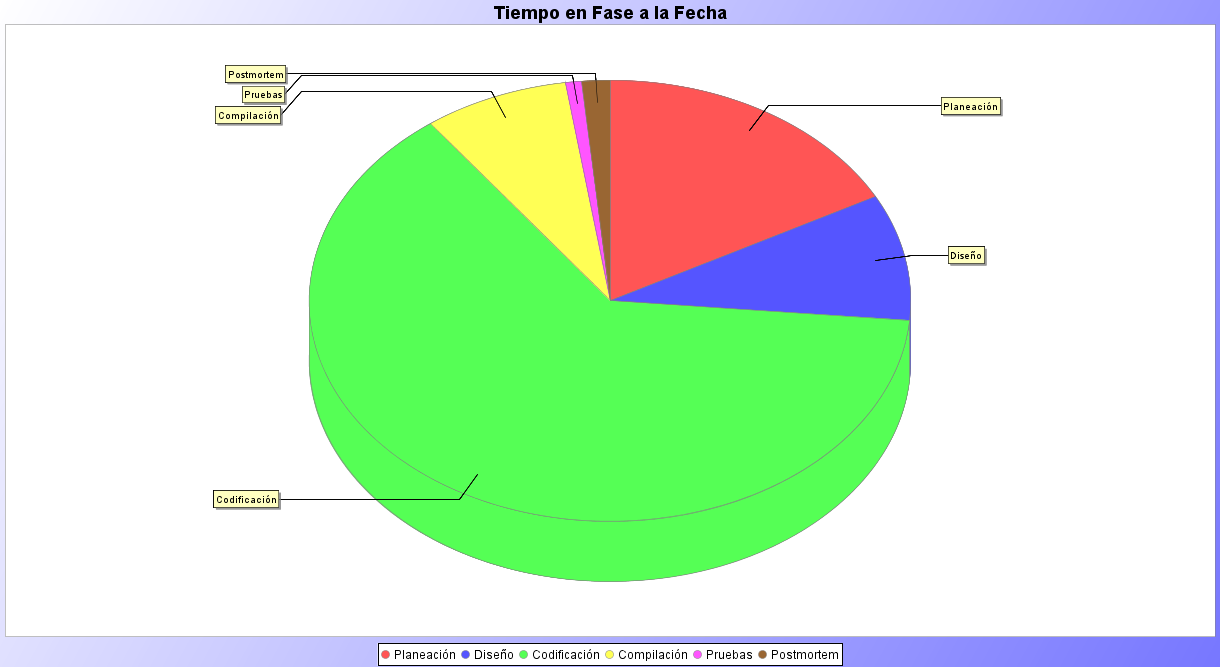 Tiempo en Fase a la Fecha
Postmortem
Pruebas
Compilación
Planeación
Diseño
Codificación
Planeación Diseño Codificación Compilación Pruebas Postmortem